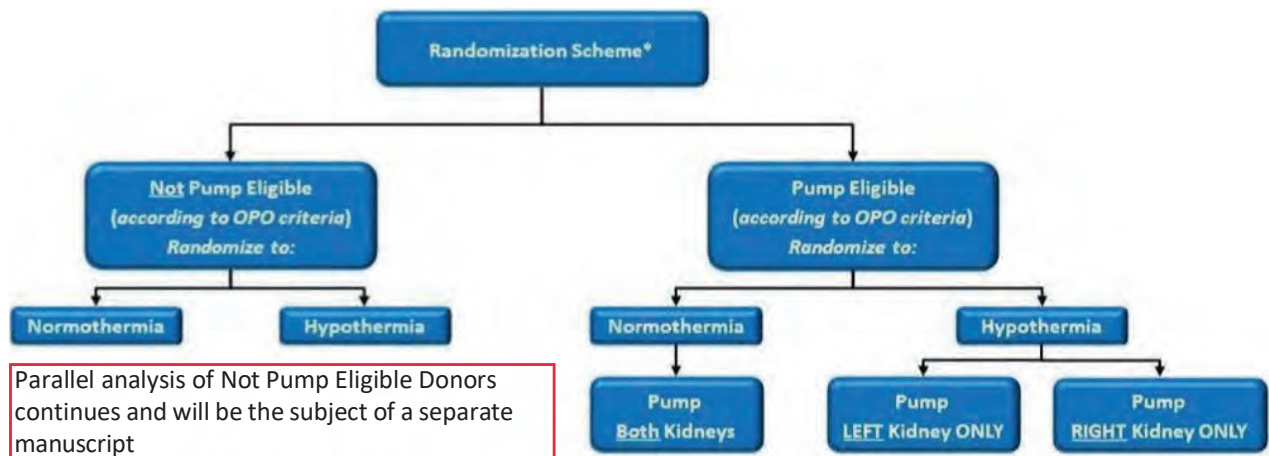 Randomization Scheme*
Not Pump Eligible
(according to OPO criteria)
Randomize to:
Pump Eligible
(according to OPO criteria)
Randomize to:
Normothermia
Hypothermia
Normothermia
Hypothermia
Parallel analysis of Not Pump Eligible Donors
continues and will be the subject of a separate
manuscript
Pump
Both Kidneys
Pump
LEFT Kidney ONLY
Pump
RIGHT Kidney ONLY